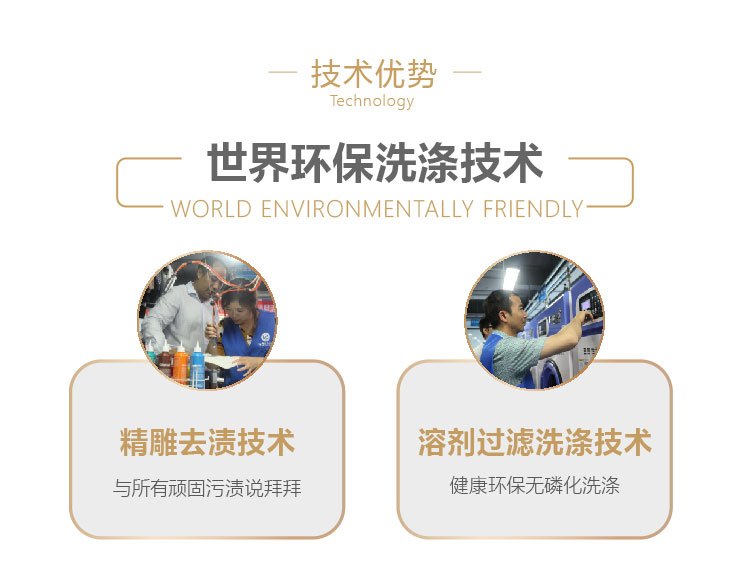 技术优势
Technology
世界环保洗涤技术
WORLD ENVIRONMENTALLY FRIENDLY
精雕去渍技术
与所有顽固污渍说拜拜
溶剂过滤洗涤技术
健康环保无磷化洗涤